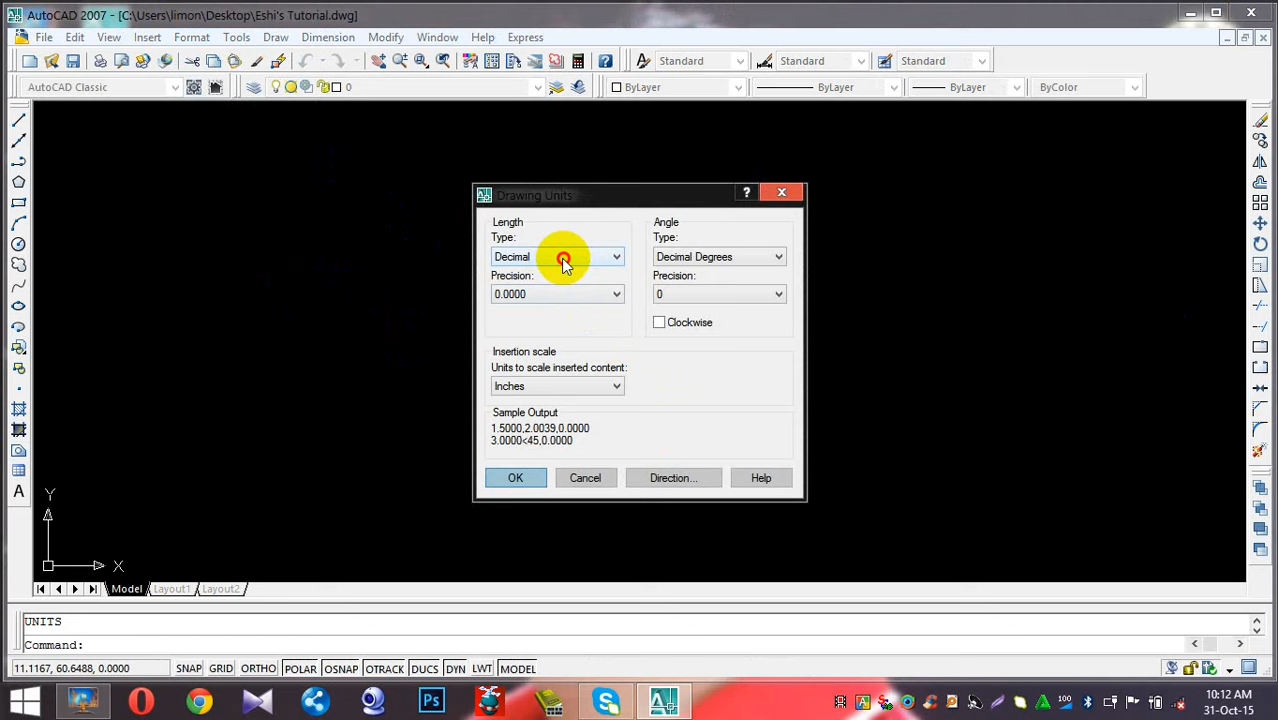 AutoCAD 2007 - [C:\Users\limon\Desktop\Eshi's Tutorial.dwg]
File Edit View Insert Format Tools Draw Dimension Modify Window Help Express
Standard Standard Standard
AutoCAD Classic 0 ByLayer ByLayer ByLayer ByColor
Drawing Units ?
Length Angle
Type: Type:
Decimal Decimal Degrees
Precision: Precision:
0.0000 0
Clockwise
Insertion scale
Units to scale inserted content:
Inches
Sample Output
1.5000,2.0039,0.0000
3.0000<45,0.0000
OK Cancel Direction... Help
A
Y
X
Model Layout1 Layout2
UNITS
Command:
11.1167, 60.6488, 0.0000 SNAP GRID ORTHO POLAR OSNAP OTRACK DUCS DYN LWT MODEL
Ps 100 10:12 AM
31-Oct-15